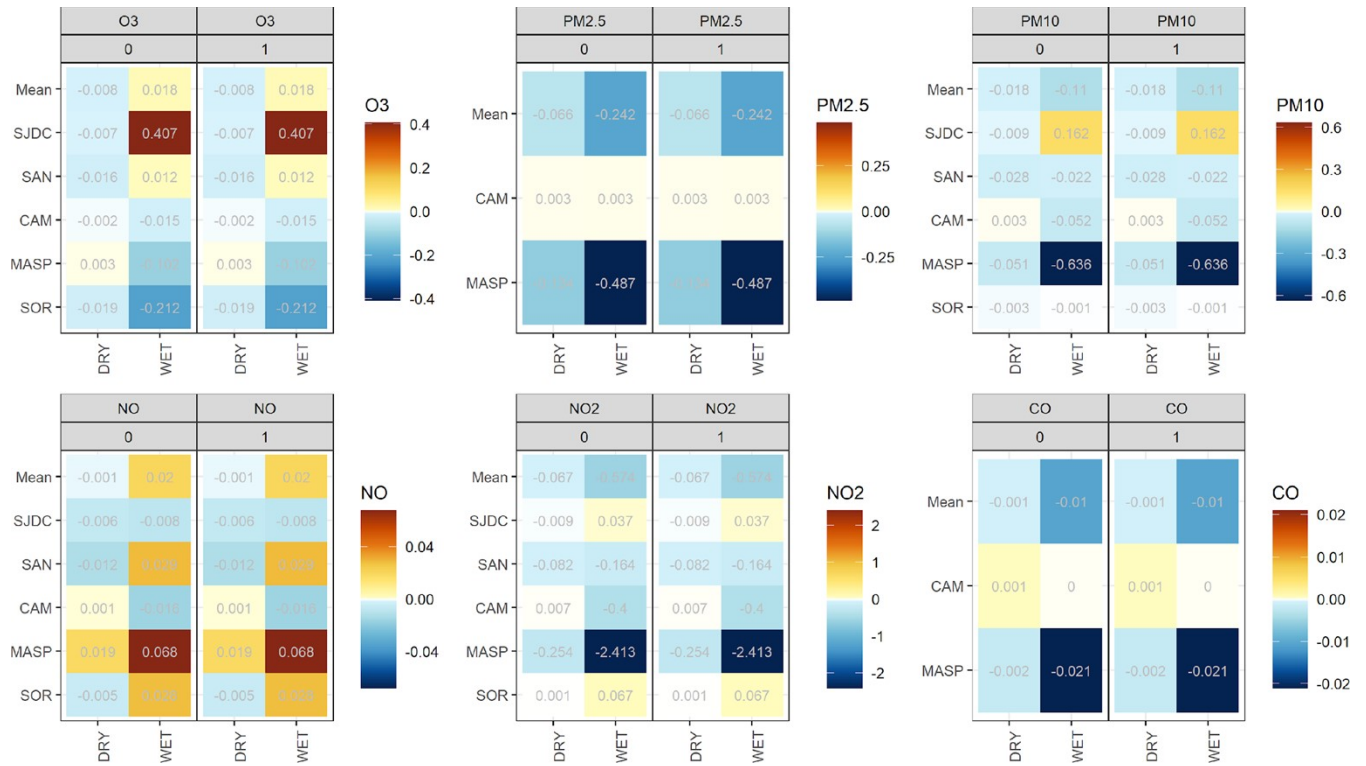 O3 O3
0 1
Mean -0.008 0.018 -0.008 0.018
SJDC -0.007 0.407 -0.007 0.407
SAN -0.016 0.012 -0.016 0.012
CAM -0.002 -0.015 -0.002 -0.015
MASP 0.003 0.003
SOR -0.019 -0.212 -0.019 -0.212
DRY WET DRY WET
O3
0.4
0.2
0.0
-0.2
-0.4
PM2.5 PM2.5
0 1
Mean -0.066 -0.242 -0.066 -0.242
CAM 0.003 0.003 0.003 0.003
MASP -0.487 -0.487
DRY WET DRY WET
PM2.5
0.25
0.00
-0.25
PM10 PM10
0 1
Mean -0.018 -0.11 -0.018 -0.11
SJDC -0.009 0.162 -0.009 0.162
SAN -0.028 -0.022 -0.028 -0.022
CAM 0.003 -0.052 0.003 -0.052
MASP -0.051 -0.636 -0.051 -0.636
SOR -0.003 -0.001 -0.003 -0.001
DRY WET DRY WET
PM10
0.6
0.3
0.0
-0.3
-0.6
NO NO
0 1
Mean -0.001 0.02 -0.001 0.02
SJDC -0.006 -0.008 -0.006 -0.008
SAN -0.012 -0.012
CAM 0.001 -0.016 0.001 -0.016
MASP 0.019 0.068 0.019 0.068
SOR -0.005 -0.005
DRY WET DRY WET
NO
0.04
0.00
-0.04
NO2 NO2
0 1
Mean -0.067 -0.574 -0.067 -0.574
SJDC -0.009 0.037 -0.009 0.037
SAN -0.082 -0.164 -0.082 -0.164
CAM 0.007 -0.4 0.007 -0.4
MASP -0.254 -2.413 -0.254 -2.413
SOR 0.001 0.067 0.001 0.067
DRY WET DRY WET
NO2
2
1
0
-1
-2
CO CO
0 1
Mean -0.001 -0.01 -0.001 -0.01
CAM 0.001 0 0.001 0
MASP -0.002 -0.021 -0.002 -0.021
DRY WET DRY WET
CO
0.02
0.01
0.00
-0.01
-0.02